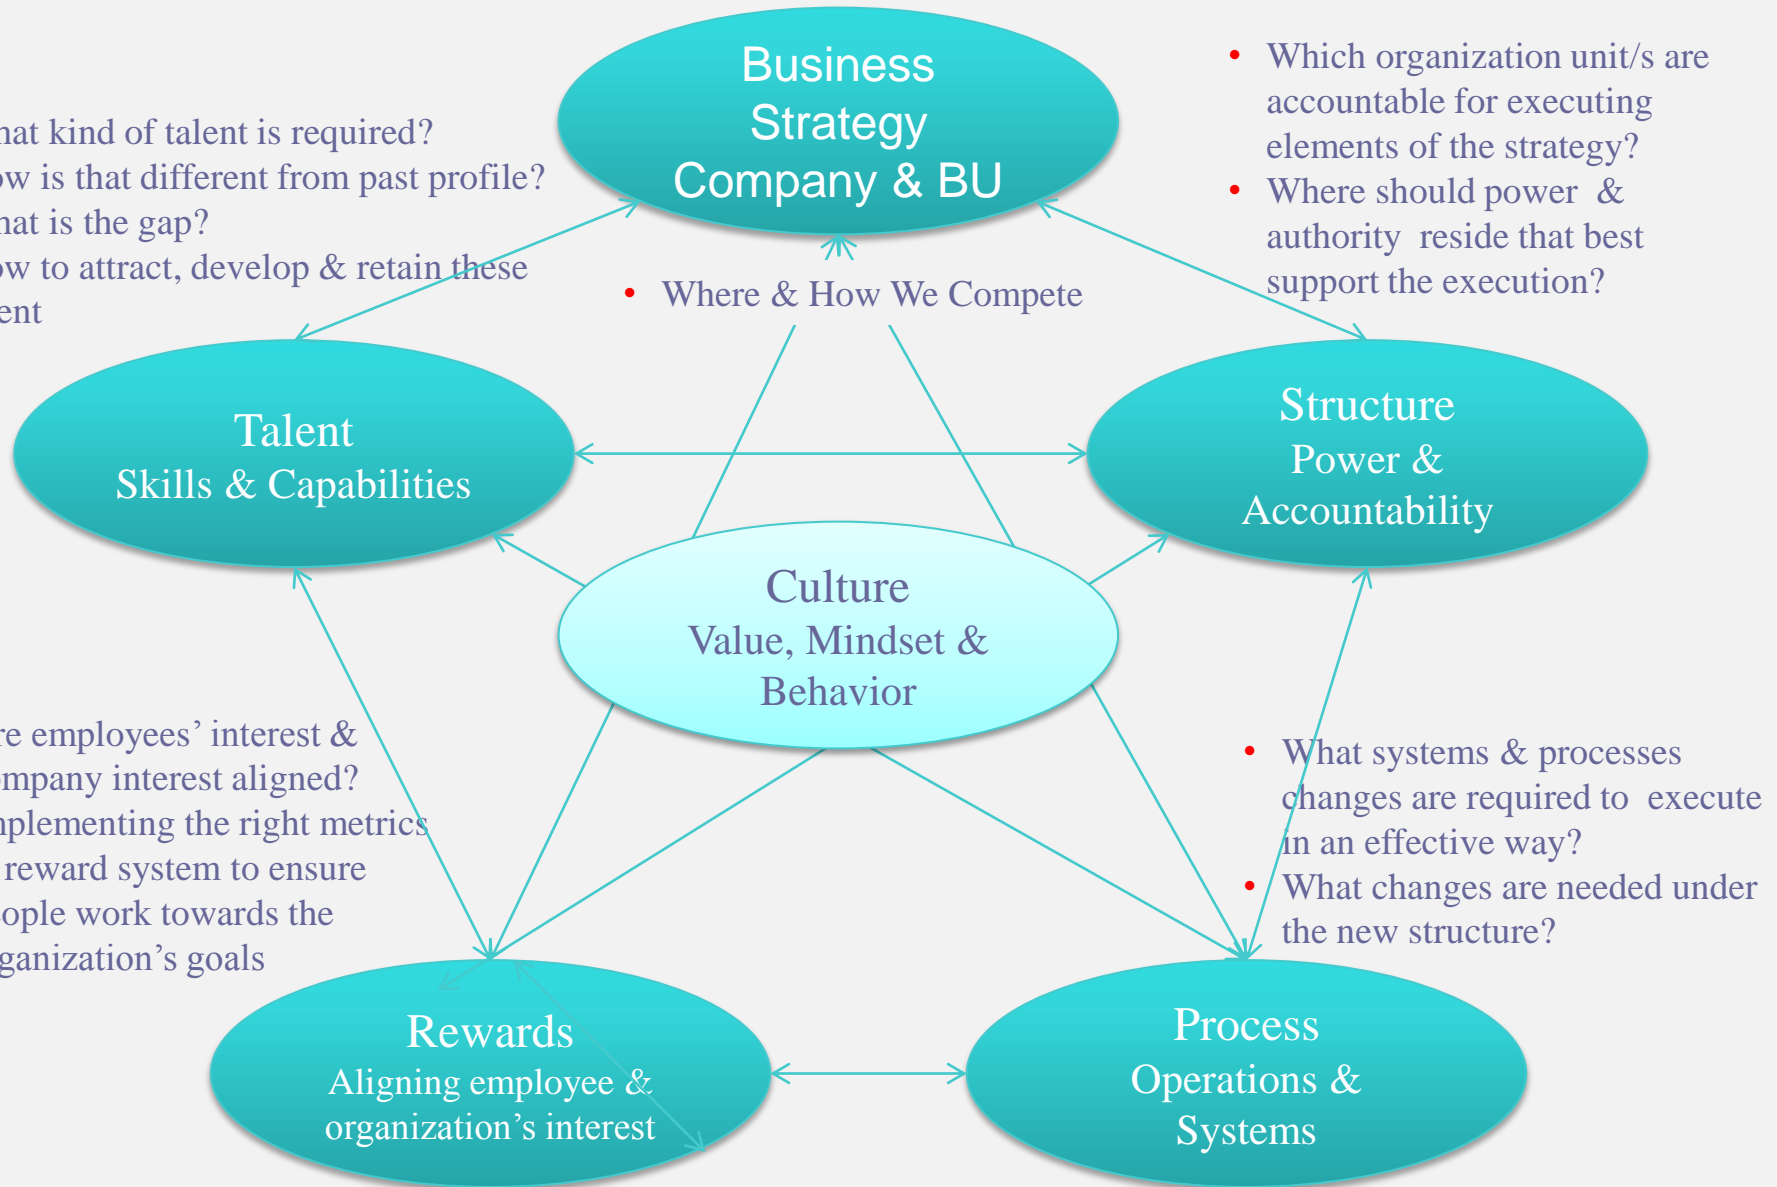 Business
Strategy
Company & BU
hat kind of talent is required?
ow is that different from past profile?
hat is the gap?
ow to attract, develop & retain these
ent
• Which organization unit/s are
accountable for executing
elements of the strategy?
• Where should power &
authority reside that best
support the execution?
• Where & How We Compete
Talent
Skills & Capabilities
Structure
Power &
Accountability
Culture
Value, Mindset &
Behavior
re employees’ interest &
ompany interest aligned?
mplementing the right metrics
reward system to ensure
eople work towards the
ganization’s goals
• What systems & processes
changes are required to execute
in an effective way?
• What changes are needed under
the new structure?
Rewards
Aligning employee &
organization’s interest
Process
Operations &
Systems